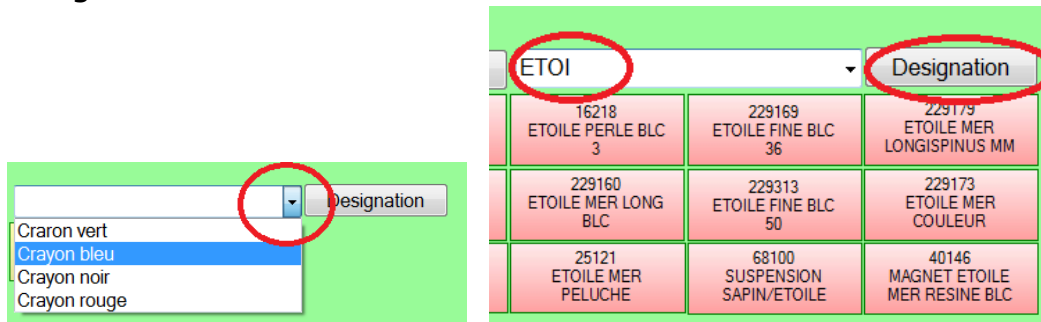 Designation
Craron vert
Crayon bleu
Crayon noir
Crayon rouge
ETOI
Designation
16218
ETOILE PERLE BLC
3
229169
ETOILE FINE BLC
36
229179
ETOILE MER
LONGISPINUS MM
229160
ETOILE MER LONG
BLC
229313
ETOILE FINE BLC
50
229173
ETOILE MER
COULEUR
25121
ETOILE MER
PELUCHE
68100
SUSPENSION
SAPIN/ETOILE
40146
MAGNET ETOILE
MER RESINE BLC